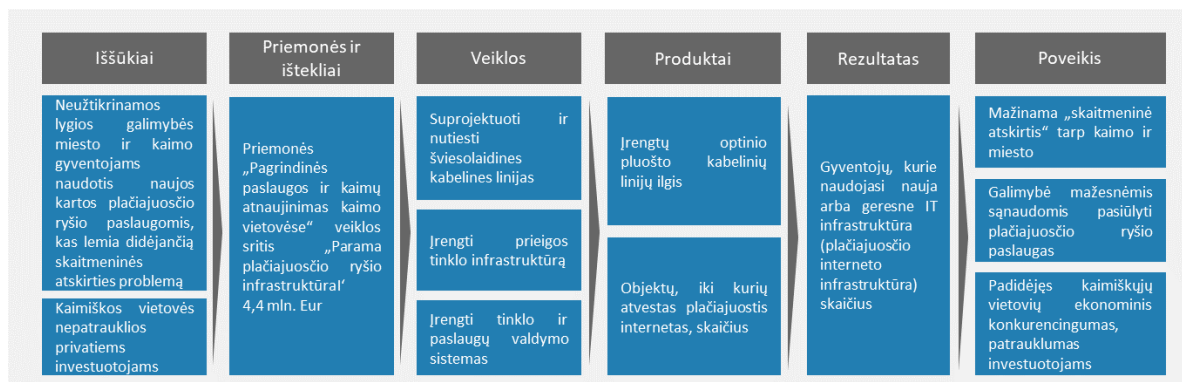 Iššūkiai
Neužtikrinamos
lygios galimybės
miesto ir kaimo
gyventojams
naudotis naujos
kartos plačiajuosčio
ryšio paslaugomis,
kas lemia didėjančią
skaitmeninės
atskirties problemą
Kaimiškos vietovės
nepatrauklios
privatiems
investuotojams
Priemonės ir
ištekliai
Priemonė
„Pagrindinės
paslaugos ir kaimų
atnaujinimas kaimo
vietovėse“ veiklos
sritis „Parama
plačiajuosčio ryšio
infrastruktūrai‘
4,4 mln. Eur
Veiklos
Suprojektuoti ir
nutiesti
šviesolaidines
kabelines linijas
Įrengti prieigos
tinklo infrastruktūrą
Įrengti tinklo ir
paslaugų valdymo
sistemas
Produktai
Įrengtų optinio
pluošto kabelinių
linijų ilgis
Objektų, iki kurių
atvestas plačiajuostis
internetas, skaičius
Rezultatas
Gyventojų, kurie
naudojasi nauja
arba geresne IT
infrastruktūra
(plačiajuosčio
interneto
infrastruktūra)
skaičius
Poveikis
Mažinama „skaitmeninė
atskirtis“ tarp kaimo ir
miesto
Galimybė mažesnėmis
sąnaudomis pasiūlyti
plačiajuosčio ryšio
paslaugas
Padidėjęs kaimiškųjų
vietovių ekonominis
konkurencingumas,
patrauklumas
investuotojams